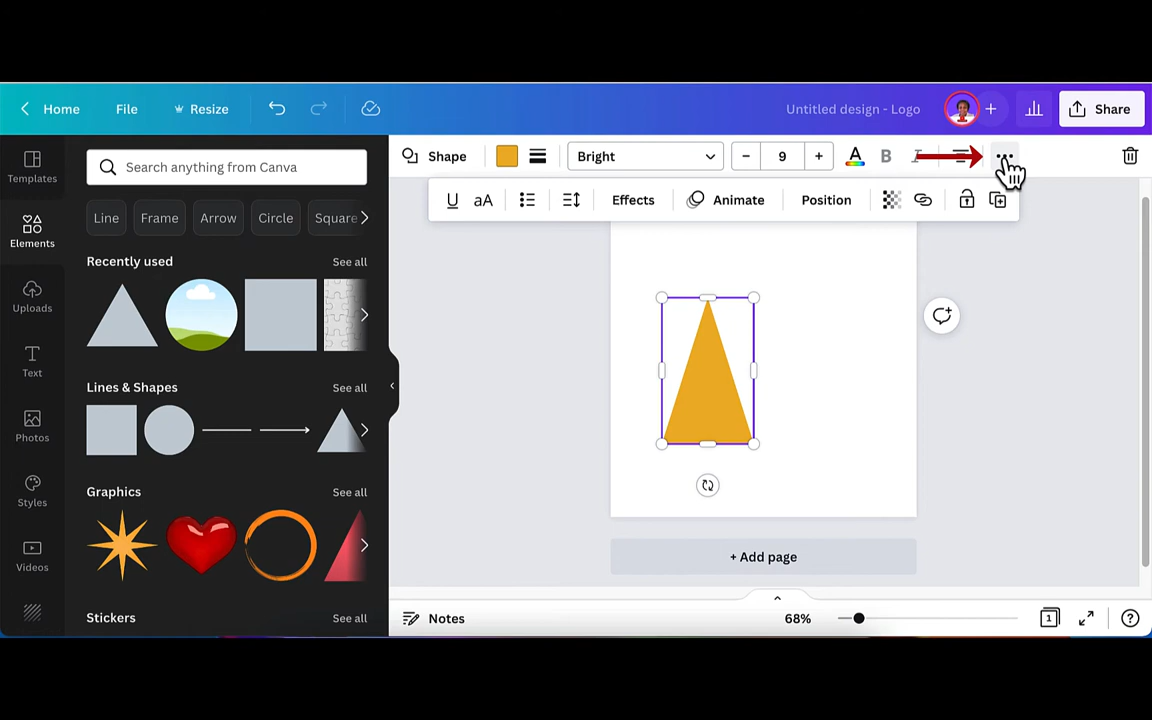 Home File Resize Untitled design - Logo + Share
Templates
Elements
Uploads
Text
Photos
Styles
Videos
Search anything from Canva
Line Frame Arrow Circle Square
Recently used See all
Lines & Shapes See all
Graphics See all
Stickers See all
Shape Bright - 9 + A B I ...
U aA Effects Animate Position
+ Add page
Notes 68% 1 ?